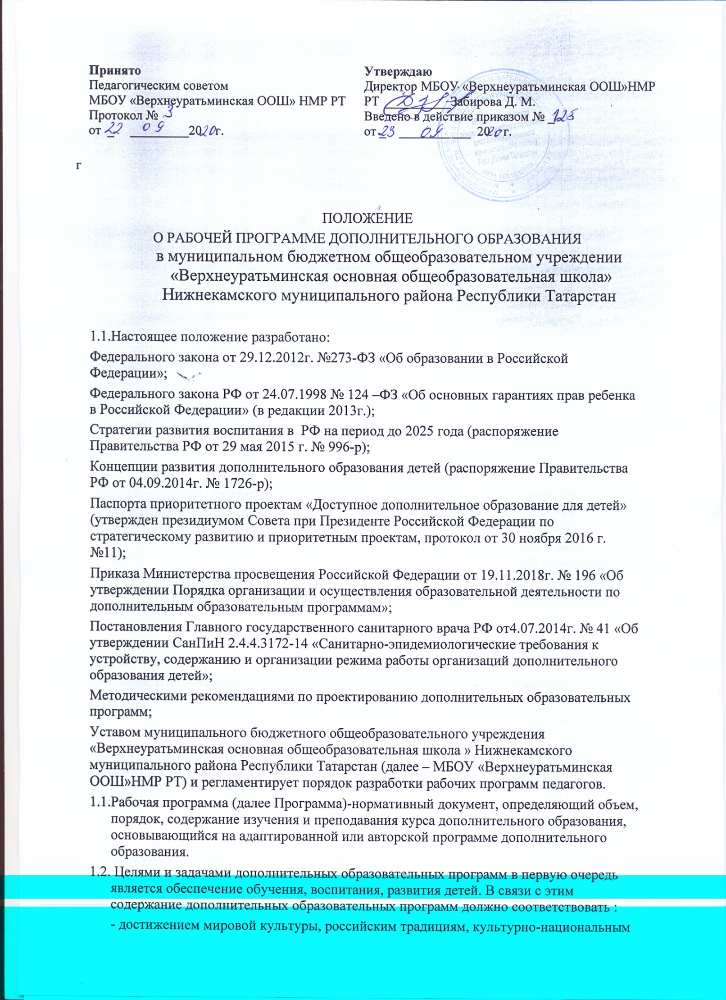 Принято
Педагогическим советом
МБОУ «Верхнеуратьминская ООШ» НМР РТ
Протокол № 3
от 22 09 2020г.
Утверждаю
Директор МБОУ «Верхнеуратьминская ООШ»НМР
РТ Забирова Д. М.
Введено в действие приказом № 125
от 23 09 2020 г.
основная общеобразовательная
школа» Нижнекамского
муниципального района
Республики Татарстан
г
ПОЛОЖЕНИЕ
О РАБОЧЕЙ ПРОГРАММЕ ДОПОЛНИТЕЛЬНОГО ОБРАЗОВАНИЯ
в муниципальном бюджетном общеобразовательном учреждении
«Верхнеуратьминская основная общеобразовательная школа»
Нижнекамского муниципального района Республики Татарстан
1.1.Настоящее положение разработано:
Федерального закона от 29.12.2012г. №273-ФЗ «Об образовании в Российской
Федерации»;
Федерального закона РФ от 24.07.1998 № 124 –ФЗ «Об основных гарантиях прав ребенка
в Российской Федерации» (в редакции 2013г.);
Стратегии развития воспитания в РФ на период до 2025 года (распоряжение
Правительства РФ от 29 мая 2015 г. № 996-р);
Концепции развития дополнительного образования детей (распоряжение Правительства
РФ от 04.09.2014г. № 1726-р);
Паспорта приоритетного проектам «Доступное дополнительное образование для детей»
(утвержден президиумом Совета при Президенте Российской Федерации по
стратегическому развитию и приоритетным проектам, протокол от 30 ноября 2016 г.
№11);
Приказа Министерства просвещения Российской Федерации от 19.11.2018г. № 196 «Об
утверждении Порядка организации и осуществления образовательной деятельности по
дополнительным образовательным программам»;
Постановления Главного государственного санитарного врача РФ от4.07.2014г. № 41 «Об
утверждении СанПиН 2.4.4.3172-14 «Санитарно-эпидемиологические требования к
устройству, содержанию и организации режима работы организаций дополнительного
образования детей»;
Методическими рекомендациями по проектированию дополнительных образовательных
программ;
Уставом муниципального бюджетного общеобразовательного учреждения
«Верхнеуратьминская основная общеобразовательная школа » Нижнекамского
муниципального района Республики Татарстан (далее – МБОУ «Верхнеуратьминская
ООШ»НМР РТ) и регламентирует порядок разработки рабочих программ педагогов.
1.1.Рабочая программа (далее Программа)-нормативный документ, определяющий объем,
порядок, содержание изучения и преподавания курса дополнительного образования,
основывающийся на адаптированной или авторской программе дополнительного
образования.
1.2. Целями и задачами дополнительных образовательных программ в первую очередь
является обеспечение обучения, воспитания, развития детей. В связи с этим
содержание дополнительных образовательных программ должно соответствовать :
- достижением мировой культуры, российским традициям, культурно-национальным